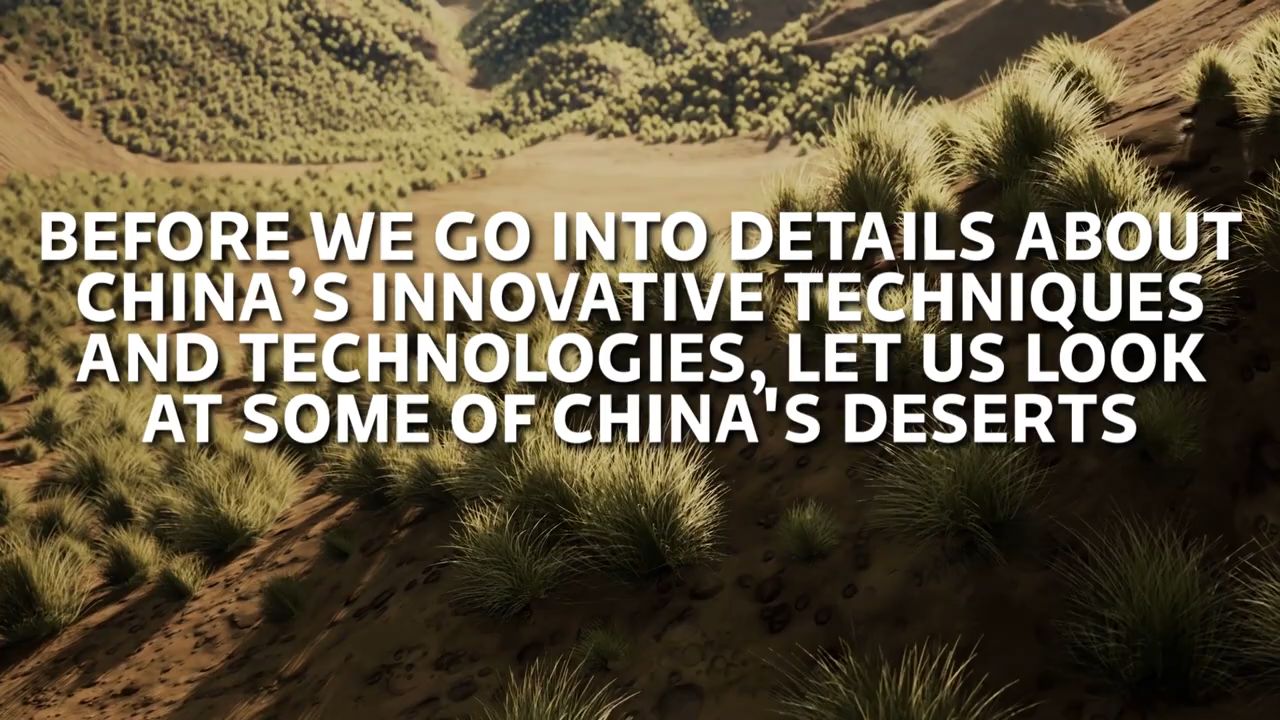 BEFORE WE GO INTO DETAILS ABOUT
CHINA’S INNOVATIVE TECHNIQUES
AND TECHNOLOGIES, LET US LOOK
AT SOME OF CHINA'S DESERTS